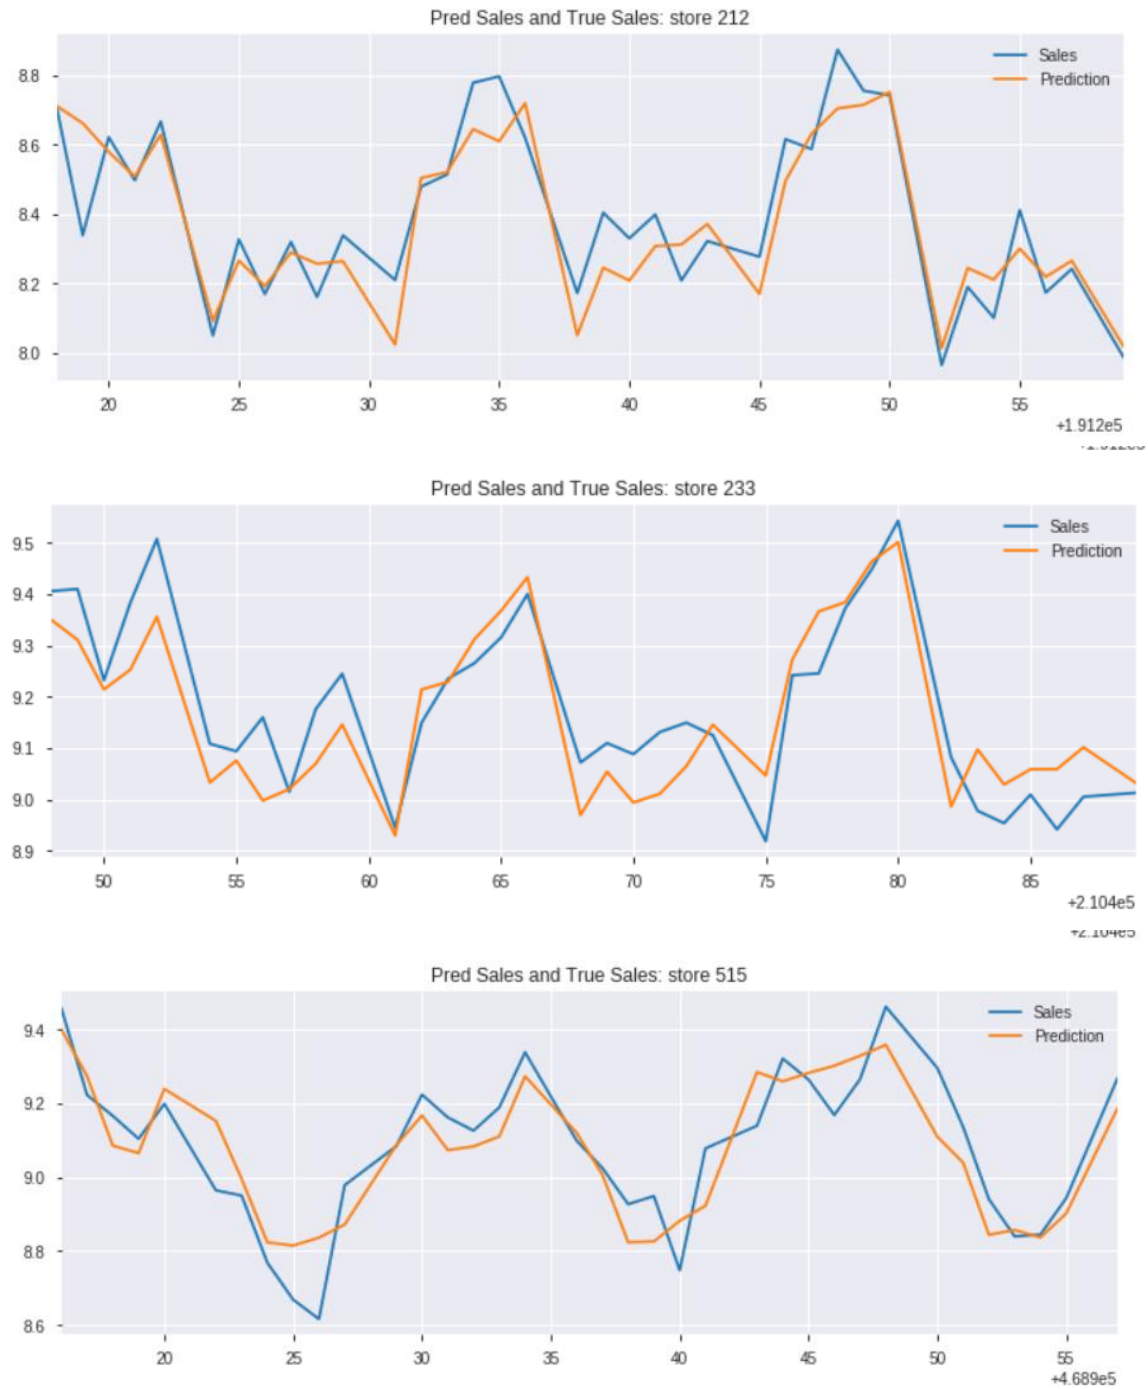 Pred Sales and True Sales: store 212
Sales
Prediction
8.8
8.6
8.4
8.2
8.0
20 25 30 35 40 45 50 55
+1.912e5
Pred Sales and True Sales: store 233
Sales
Prediction
9.5
9.4
9.3
9.2
9.1
9.0
8.9
50 55 60 65 70 75 80 85
+2.104e5
+2.104e5
Pred Sales and True Sales: store 515
Sales
Prediction
9.4
9.2
9.0
8.8
8.6
20 25 30 35 40 45 50 55
+4.689e5